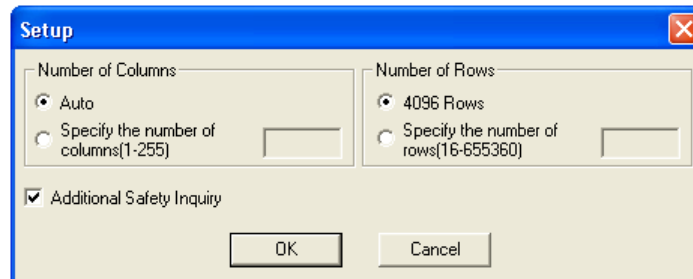 Setup
Number of Columns
Auto
Specify the number of
columns(1-255)
Number of Rows
4096 Rows
Specify the number of
rows(16-655360)
Additional Safety Inquiry
OK
Cancel